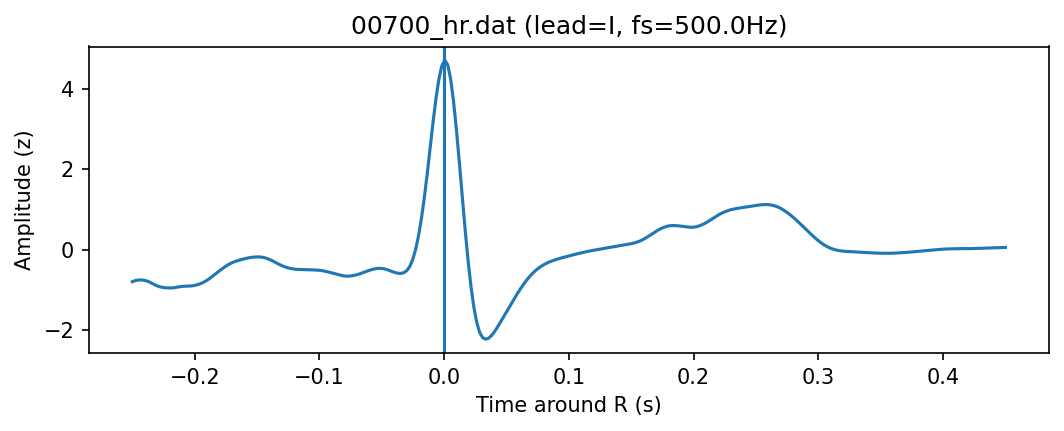 00700_hr.dat (lead=I, fs=500.0Hz)
Amplitude (z)
4
2
0
−2
−0.2 −0.1 0.0 0.1 0.2 0.3 0.4
Time around R (s)